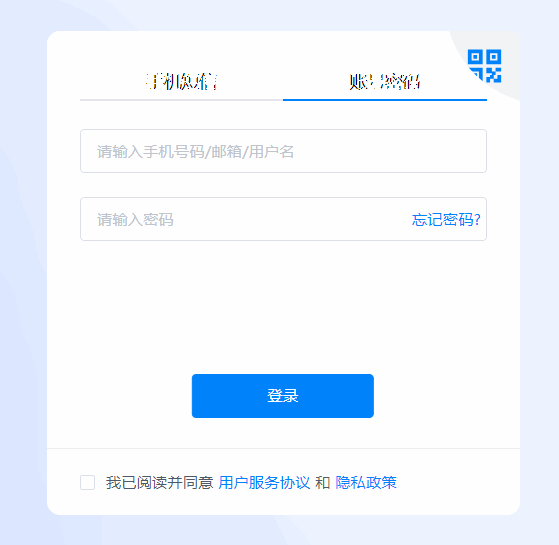 手机短信 账号密码
请输入手机号码/邮箱/用户名
请输入密码 忘记密码?
登录
我已阅读并同意 用户服务协议 和 隐私政策